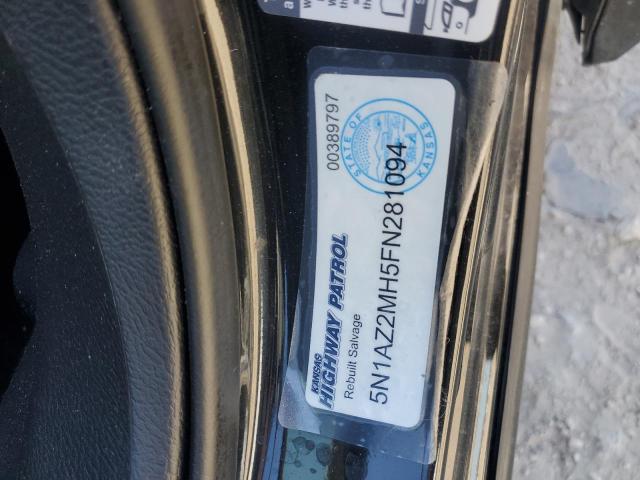 KANSAS
HIGHWAY PATROL
Rebuilt Salvage
00389797
STATE OF
KANSAS
5N1AZ2MH5FN281094